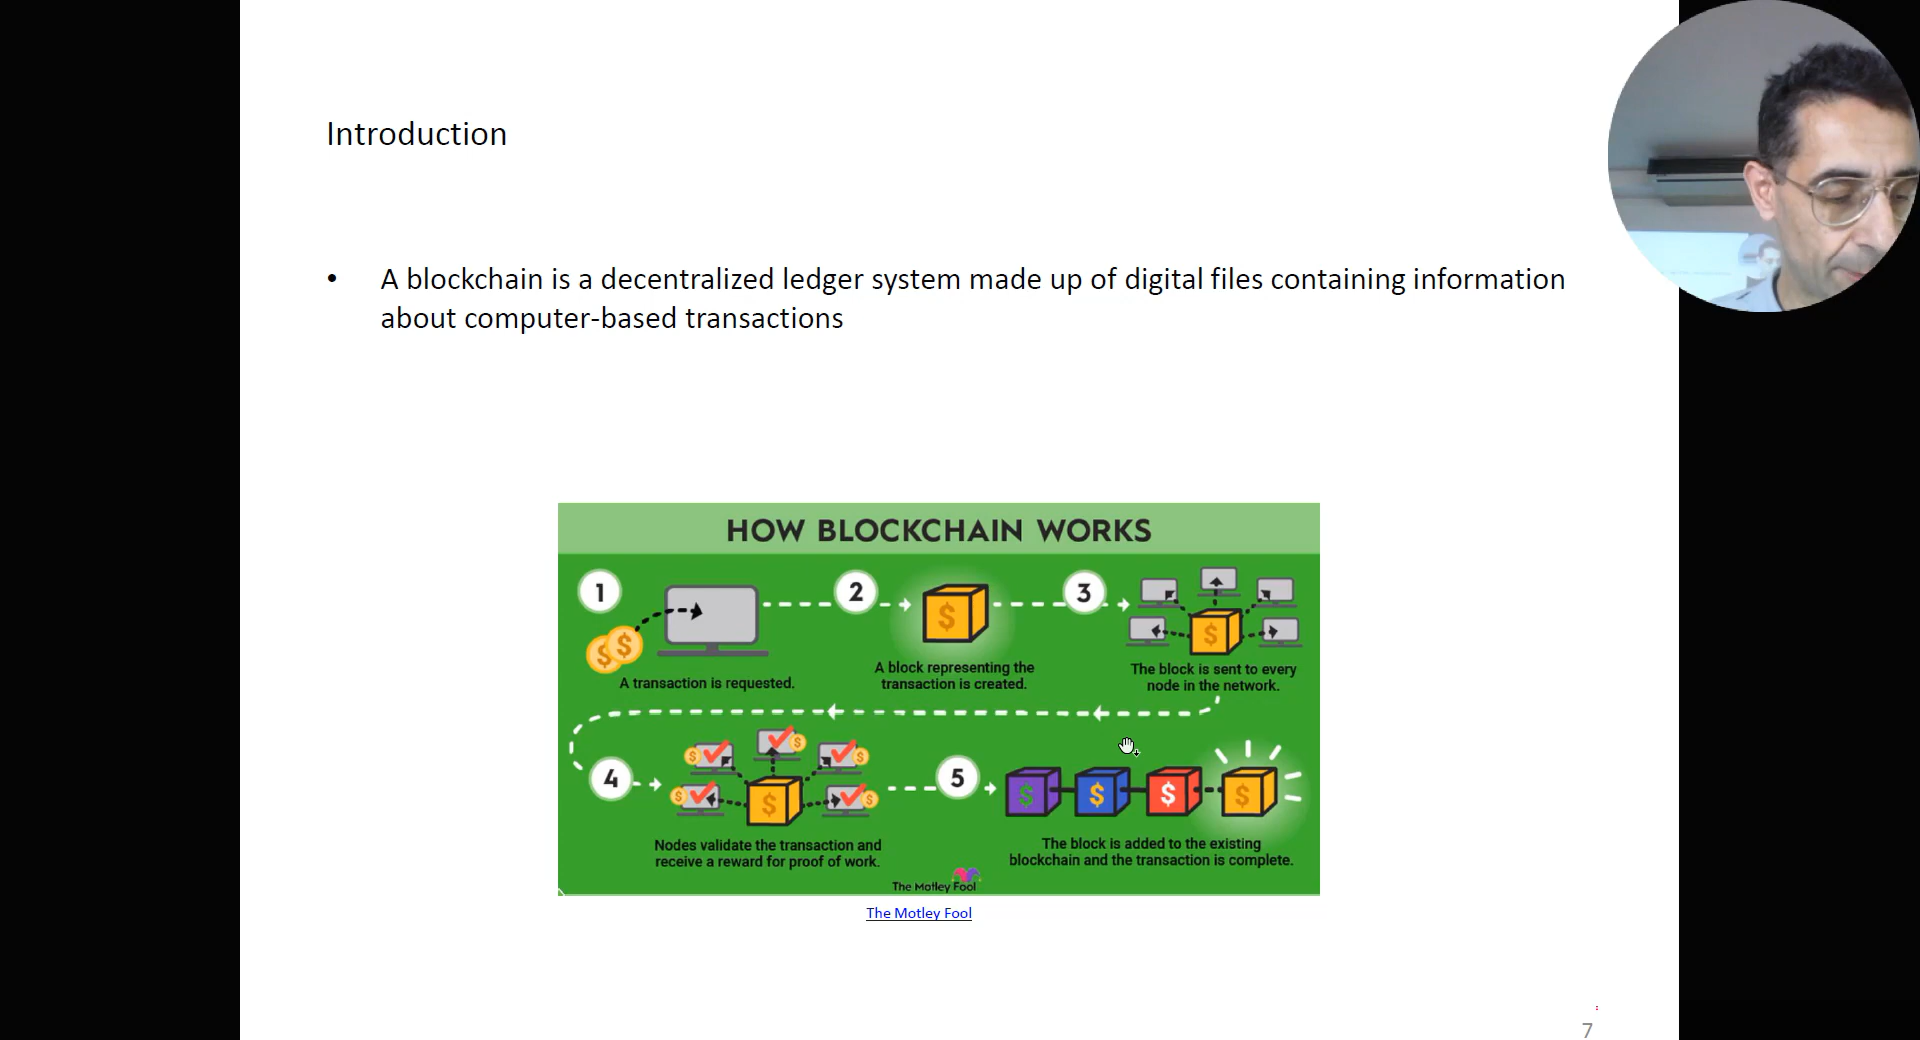 Introduction
• A blockchain is a decentralized ledger system made up of digital files containing information
about computer-based transactions
HOW BLOCKCHAIN WORKS
1
2
3
$ $
$
$
A transaction is requested.
A block representing the
transaction is created.
The block is sent to every
node in the network.
4
5
$ $ $ $ $ $
$ $ $ $
Nodes validate the transaction and
receive a reward for proof of work.
The block is added to the existing
blockchain and the transaction is complete.
The Motley Fool
The Motley Fool
7